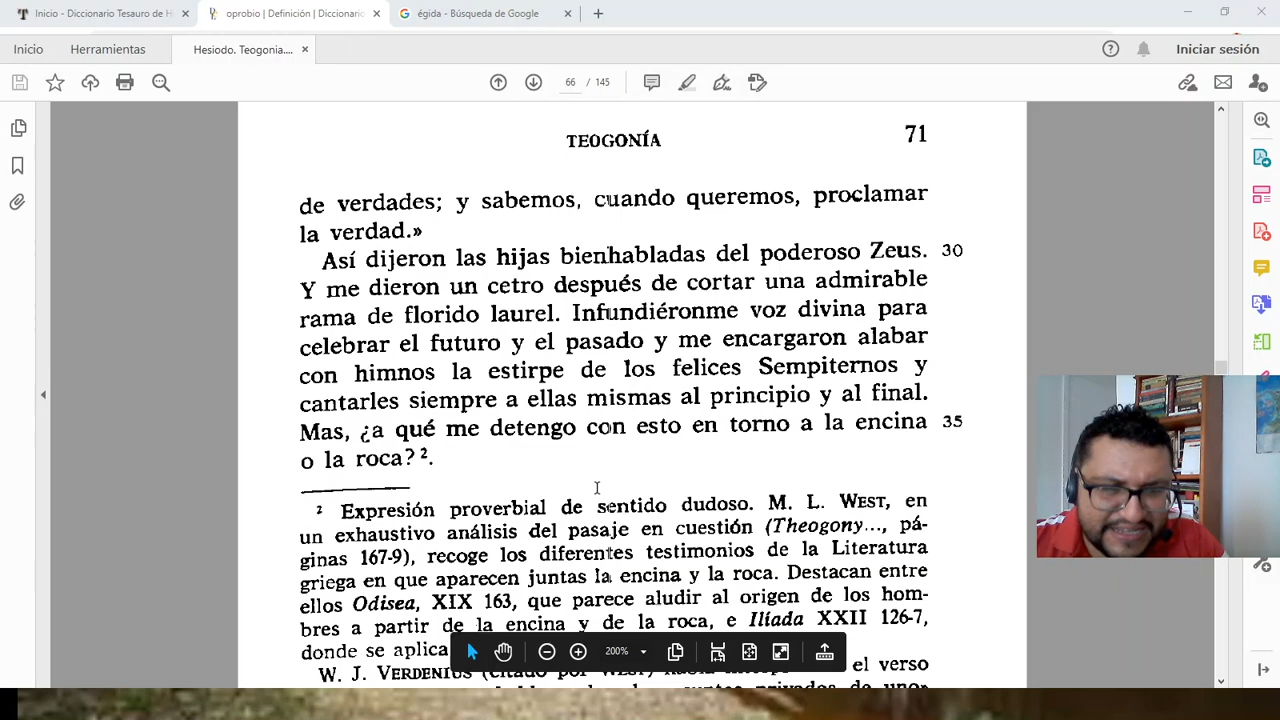 Inicio - Diccionario Tesauro de H
oprobio | Definición | Diccionario
égida - Búsqueda de Google
Inicio
Herramientas
Hesiodo. Teogonia....
Iniciar sesión
66 / 145
TEOGONÍA 71
de verdades; y sabemos, cuando queremos, proclamar
la verdad.»
Así dijeron las hijas bienhabladas del poderoso Zeus. 30
Y me dieron un cetro después de cortar una admirable
rama de florido laurel. Infundiéronme voz divina para
celebrar el futuro y el pasado y me encargaron alabar
con himnos la estirpe de los felices Sempiternos y
cantarles siempre a ellas mismas al principio y al final.
Mas, ¿a qué me detengo con esto en torno a la encina 35
o la roca? ².
² Expresión proverbial de sentido dudoso. M. L. WEST, en
un exhaustivo análisis del pasaje en cuestión (Theogony..., pá-
ginas 167-9), recoge los diferentes testimonios de la Literatura
griega en que aparecen juntas la encina y la roca. Destacan entre
ellos Odisea, XIX 163, que parece aludir al origen de los hom-
bres a partir de la encina y de la roca, e Ilíada XXII 126-7,
donde se aplica
200%
W. J. VERDENIUS (citado por WEST) el verso
privados de